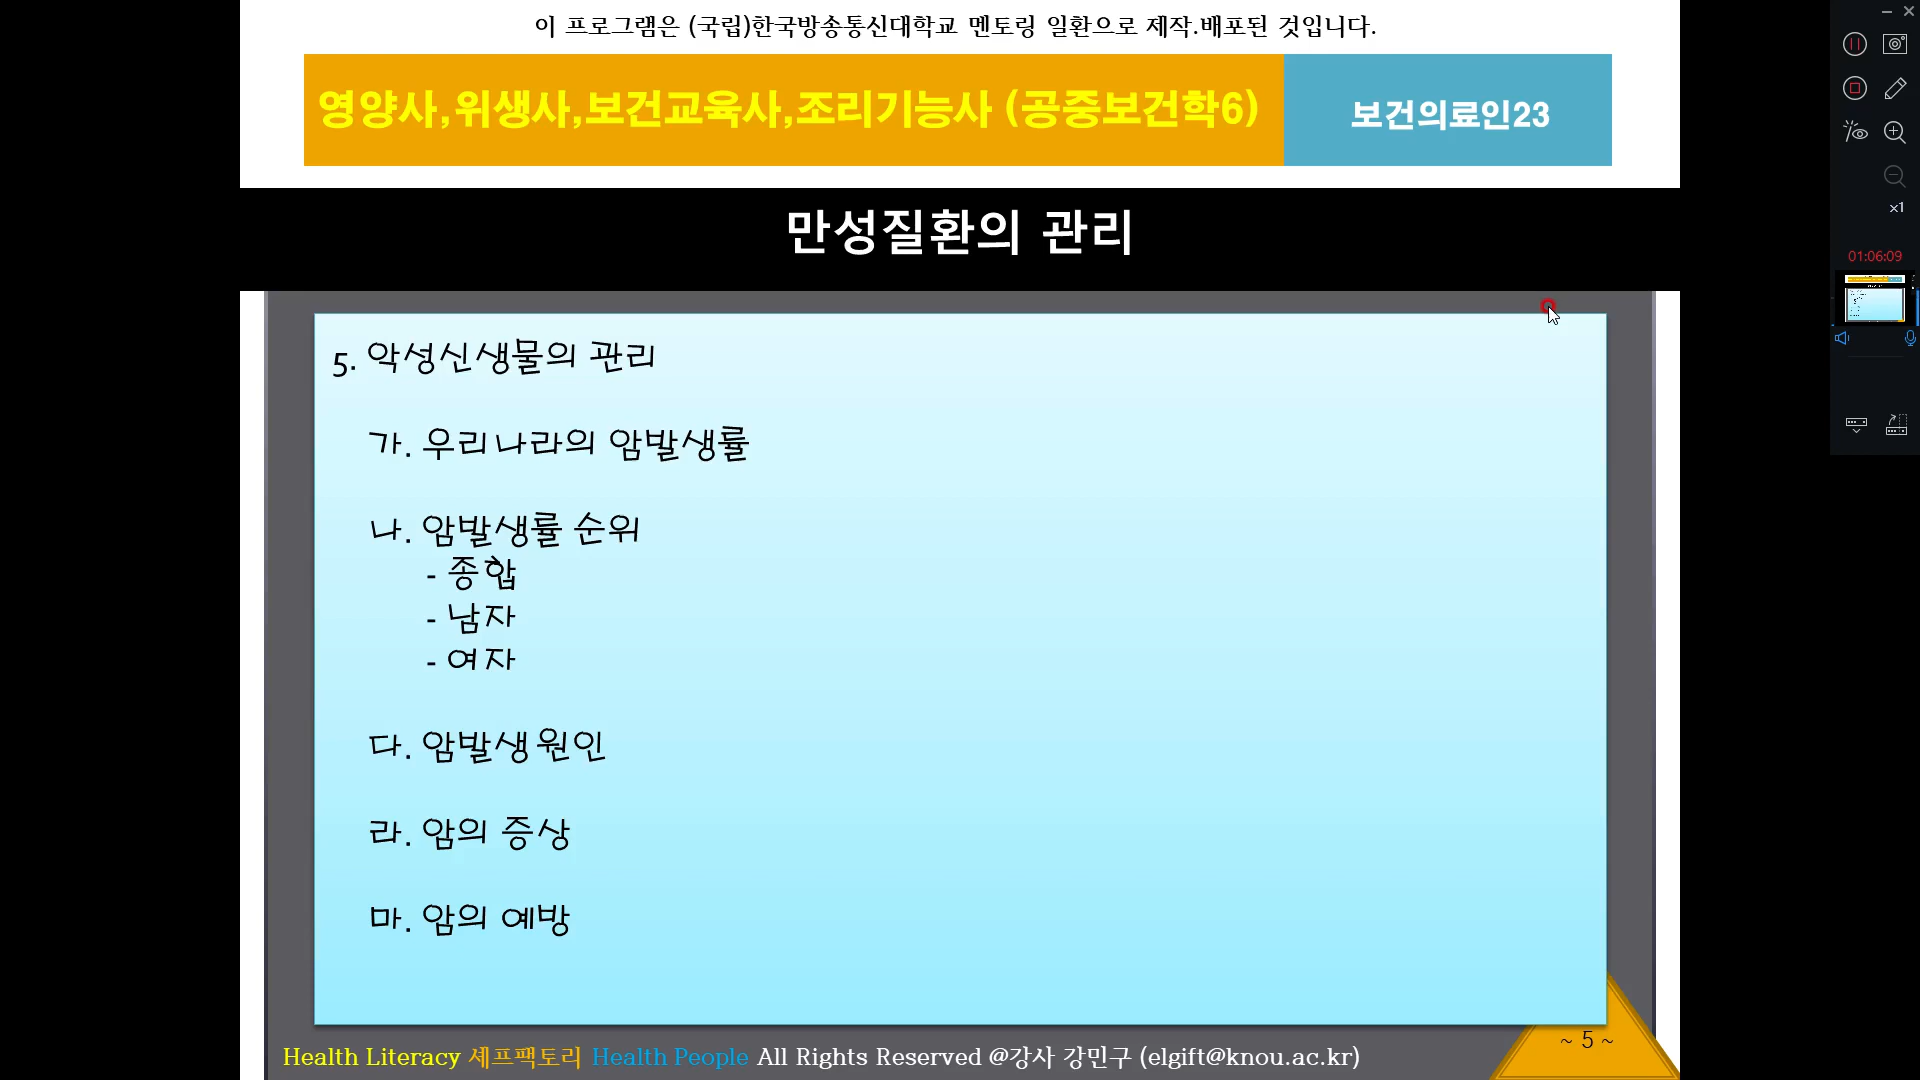 이 프로그램은 (국립)한국방송통신대학교 멘토링 일환으로 제작.배포된 것입니다.
영양사,위생사,보건교육사,조리기능사 (공중보건학6)
보건의료인23
만성질환의 관리
5. 악성신생물의 관리
가. 우리나라의 암발생률
나. 암발생률 순위
- 종합
- 남자
- 여자
다. 암발생원인
라. 암의 증상
마. 암의 예방
Health Literacy 셰프팩토리 Health People All Rights Reserved @강사 강민구 (elgift@knou.ac.kr)
~ 5 ~
x1
01:06:09